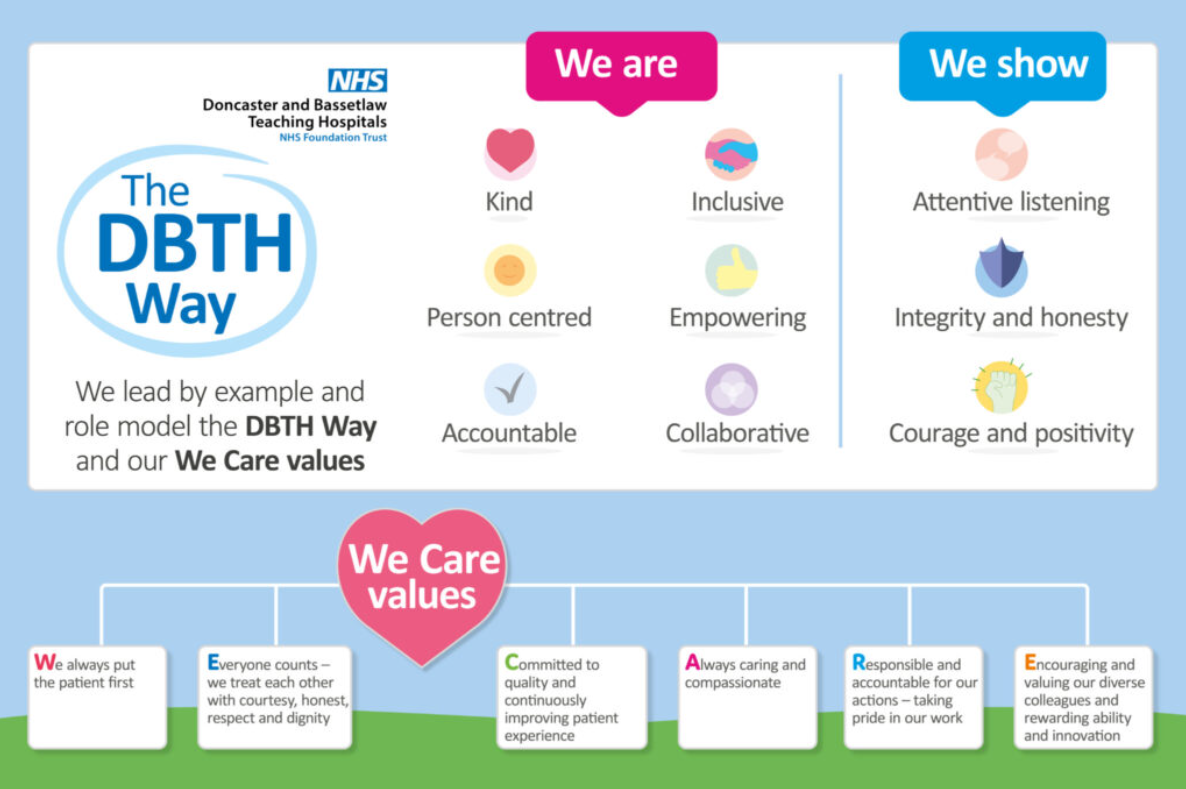 NHS
Doncaster and Bassetlaw
Teaching Hospitals
NHS Foundation Trust
The
DBTH
Way
We lead by example and
role model the DBTH Way
and our We Care values
We are
Kind
Inclusive
Person centred
Empowering
Accountable
Collaborative
We show
Attentive listening
Integrity and honesty
Courage and positivity
We Care
values
We always put
the patient first
Everyone counts –
we treat each other
with courtesy, honest,
respect and dignity
Committed to
quality and
continuously
improving patient
experience
Always caring and
compassionate
Responsible and
accountable for our
actions – taking
pride in our work
Encouraging and
valuing our diverse
colleagues and
rewarding ability
and innovation